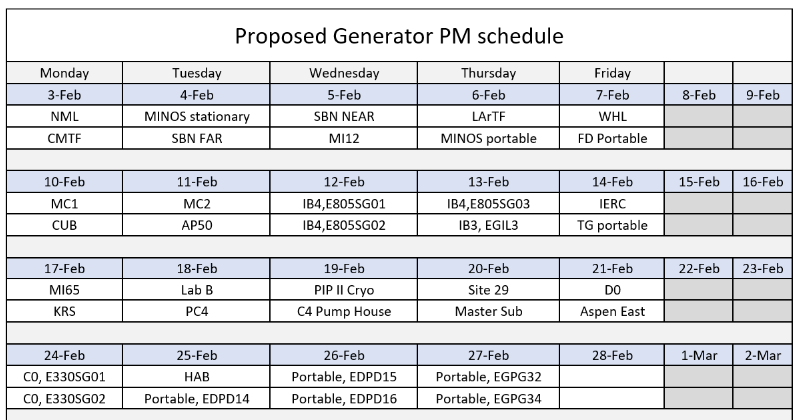 Proposed Generator PM schedule
Monday Tuesday Wednesday Thursday Friday
3-Feb 4-Feb 5-Feb 6-Feb 7-Feb 8-Feb 9-Feb
NML MINOS stationary SBN NEAR LArTF WHL
CMTF SBN FAR MI12 MINOS portable FD Portable
10-Feb 11-Feb 12-Feb 13-Feb 14-Feb 15-Feb 16-Feb
MC1 MC2 IB4,E805SG01 IB4,E805SG03 IERC
CUB AP50 IB4,E805SG02 IB3, EGIL3 TG portable
17-Feb 18-Feb 19-Feb 20-Feb 21-Feb 22-Feb 23-Feb
MI65 Lab B PIP II Cryo Site 29 D0
KRS PC4 C4 Pump House Master Sub Aspen East
24-Feb 25-Feb 26-Feb 27-Feb 28-Feb 1-Mar 2-Mar
C0, E330SG01 HAB Portable, EDPD15 Portable, EGPG32
C0, E330SG02 Portable, EDPD14 Portable, EDPD16 Portable, EGPG34